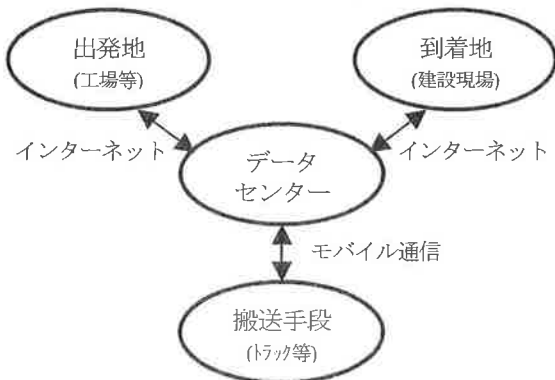 出発地
(工場等)
到着地
(建設現場)
インターネット
インターネット
データ
センター
モバイル通信
搬送手段
(トラック等)